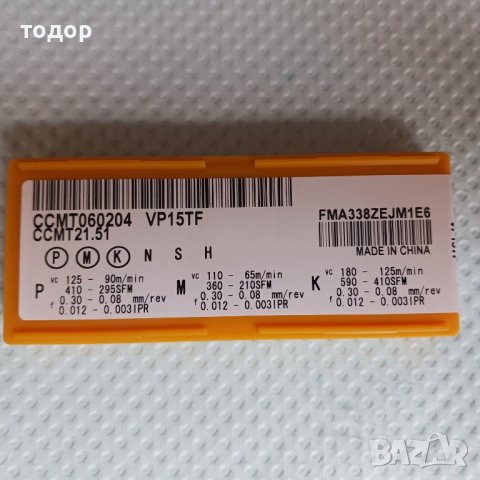 тодор
CCMT060204 VP15TF
CCMT21.51
FMA338ZEJM1E6
MADE IN CHINA
P M K N S H
P vc 125 - 90m/min
410 - 295SFM
f 0.30 - 0.08 mm/rev
0.012 - 0.003IPR
M vc 110 - 65m/min
360 - 210SFM
f 0.30 - 0.08 mm/rev
0.012 - 0.003IPR
K vc 180 - 125m/min
590 - 410SFM
f 0.30 - 0.08 mm/rev
0.012 - 0.003IPR
BAZAR